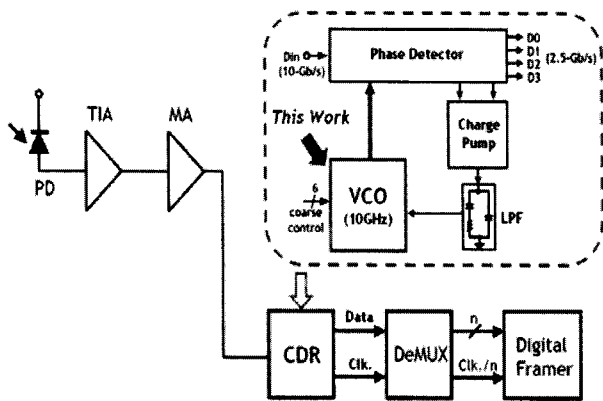 Din
(10-Gb/s)
Phase Detector
D0
D1
D2
D3
(2.5-Gb/s)
This Work
Charge
Pump
TIA
MA
PD
6
coarse
control
VCO
(10GHz)
LPF
CDR
Data
Clk.
DeMUX
n
Clk./n
Digital
Framer